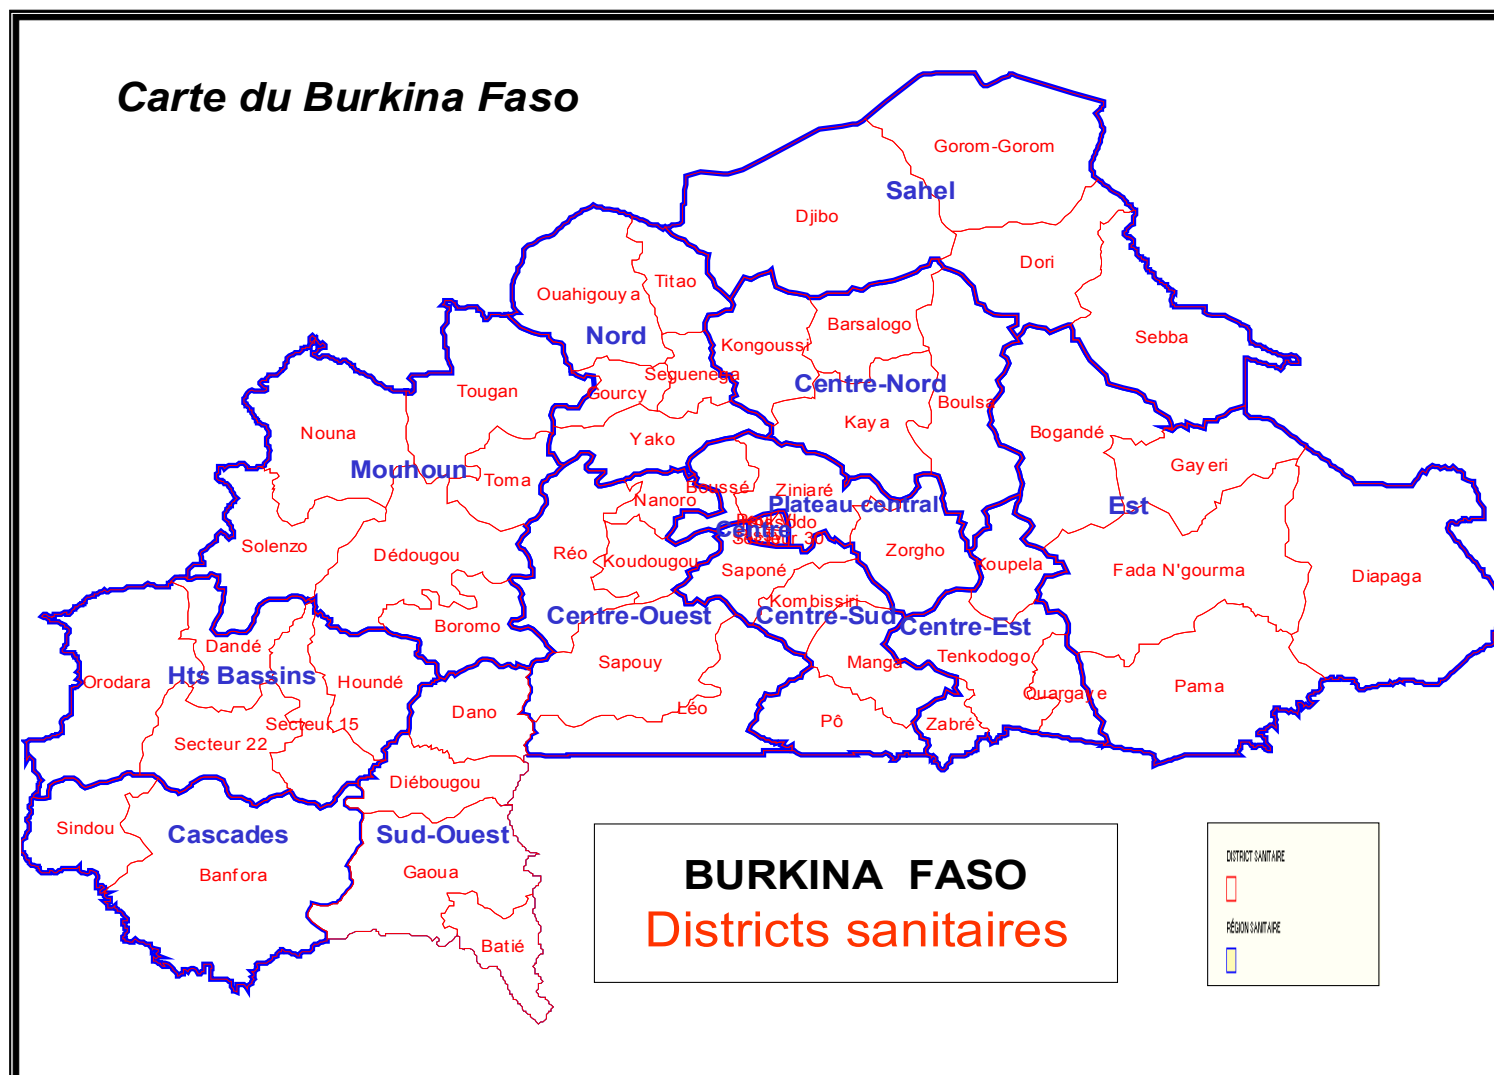 Carte du Burkina Faso
Gorom-Gorom
Sahel
Djibo
Dori
Titao
Ouahigouya
Barsalogo
Nord
Kongoussi
Sebba
Seguenega
Centre-Nord
Tougan
Gourcy
Boulsa
Kaya
Nouna
Yako
Bogandé
Gayeri
Mouhoun
Toma
Boussé
Ziniaré
Nanoro
Plateau central
Est
Centre
Secteur 30
Solenzo
Dédougou
Réo
Koudougou
Zorgho
Saponé
Koupela
Fada N'gourma
Diapaga
Kombissiri
Centre-Ouest
Centre-Sud
Centre-Est
Boromo
Dandé
Sapouy
Manga
Tenkodogo
Hts Bassins
Orodara
Houndé
Pama
Ouargaye
Dano
Léo
Pô
Zabré
Secteur 15
Secteur 22
Diébougou
Sindou
Cascades
Sud-Ouest
Banfora
Gaoua
Batié
BURKINA FASO
Districts sanitaires
DISTRICT SANITAIRE
RÉGION SANITAIRE